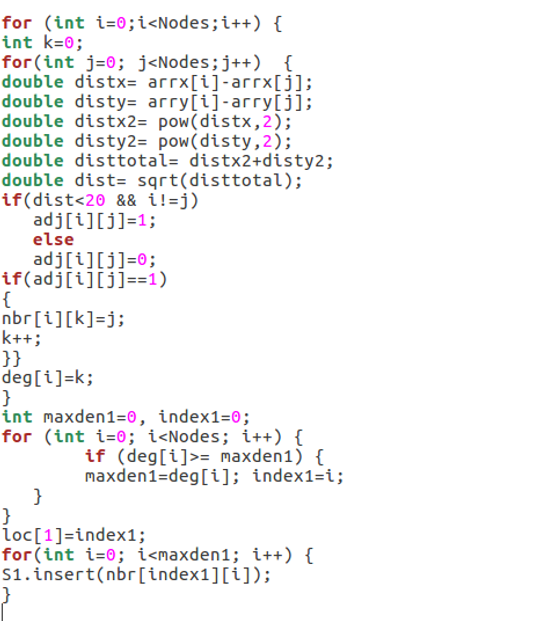 for (int i=0;i<Nodes;i++) {
int k=0;
for(int j=0; j<Nodes;j++)  {
double distx= arrx[i]-arrx[j];
double disty= arry[i]-arry[j];
double distx2= pow(distx,2);
double disty2= pow(disty,2);
double disttotal= distx2+disty2;
double dist= sqrt(disttotal);
if(dist<20 && i!=j)
   adj[i][j]=1;
   else
   adj[i][j]=0;
if(adj[i][j]==1)
{
nbr[i][k]=j;
k++;
}}
deg[i]=k;
}
int maxden1=0, index1=0;
for (int i=0; i<Nodes; i++) {
        if (deg[i]>= maxden1) {
        maxden1=deg[i]; index1=i;
   }
}
loc[1]=index1;
for(int i=0; i<maxden1; i++) {
S1.insert(nbr[index1][i]);
}